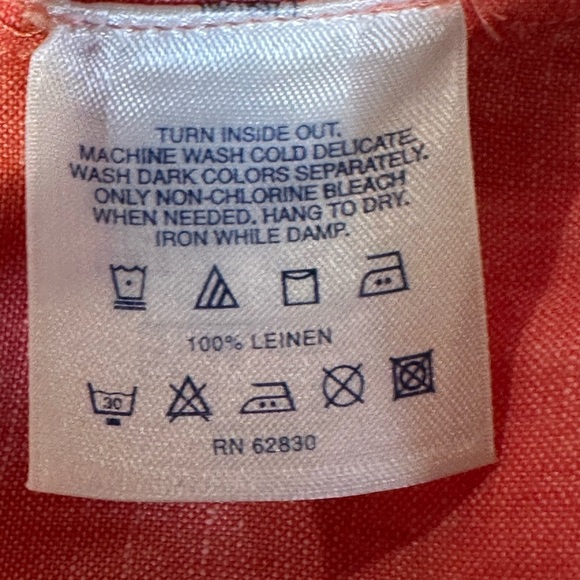 TURN INSIDE OUT.
MACHINE WASH COLD DELICATE.
WASH DARK COLORS SEPARATELY.
ONLY NON-CHLORINE BLEACH
WHEN NEEDED. HANG TO DRY.
IRON WHILE DAMP.
100% LEINEN
30
RN 62830